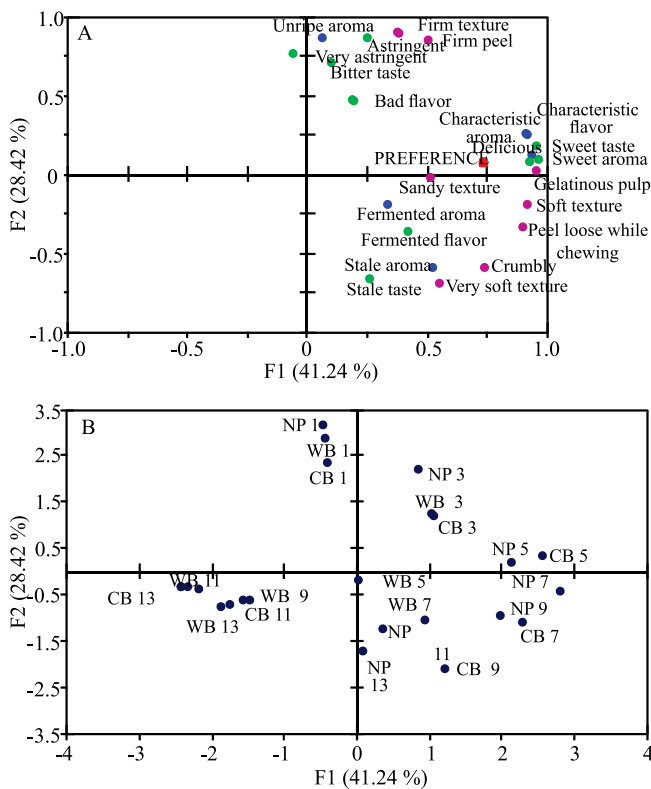 A
1.0
0.5
0
-0.5
-1.0
F2 (28.42 %)
Unripe aroma
Firm texture
Astringent
Firm peel
Very astringent
Bitter taste
Bad flavor
Characteristic
flavor
Characteristic
aroma
Delicious
Sweet taste
PREFERENCE
Sweet aroma
Sandy texture
Gelatinous pulp
Fermented aroma
Soft texture
Fermented flavor
Peel loose while
chewing
Stale aroma
Crumbly
Stale taste
Very soft texture
-1.0
-0.5
0
0.5
1.0
F1 (41.24 %)
B
3.5
2.5
1.5
0.5
-0.5
-1.5
-2.5
-3.5
F2 (28.42 %)
NP 1
WB 1
CB 1
NP 3
WB 3
CB 3
NP 5
CB 5
WB 11
WB 5
NP 7
CB 13
WB 9
WB 7
NP 9
CB 11
WB 13
NP
CB 7
11
NP
CB 9
13
-4
-3
-2
-1
0
1
2
3
4
F1 (41.24 %)